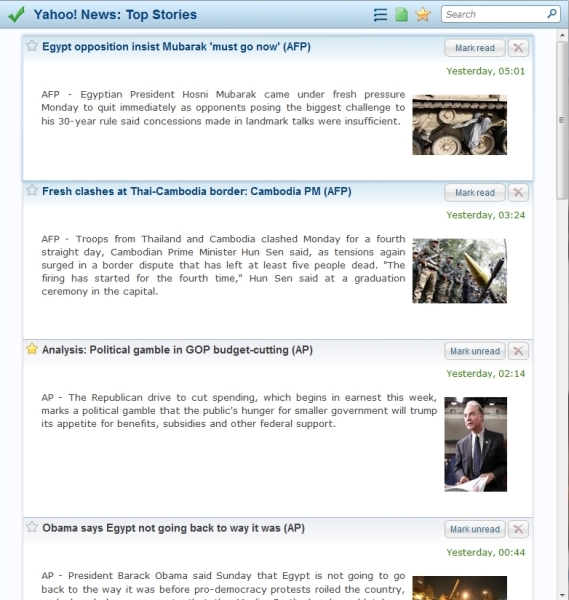 Yahoo! News: Top Stories
Search
Egypt opposition insist Mubarak 'must go now' (AFP)
Mark read
Yesterday, 05:01
AFP - Egyptian President Hosni Mubarak came under fresh pressure
Monday to quit immediately as opponents posing the biggest challenge to
his 30-year rule said concessions made in landmark talks were insufficient.
Fresh clashes at Thai-Cambodia border: Cambodia PM (AFP)
Mark read
Yesterday, 03:24
AFP - Troops from Thailand and Cambodia clashed Monday for a fourth
straight day, Cambodian Prime Minister Hun Sen said, as tensions again
surged in a border dispute that has left at least five people dead. "The
firing has started for the fourth time," Hun Sen said at a graduation
ceremony in the capital.
Analysis: Political gamble in GOP budget-cutting (AP)
Mark unread
Yesterday, 02:14
AP - The Republican drive to cut spending, which begins in earnest this week,
marks a political gamble that the public's hunger for smaller government will trump
its appetite for benefits, subsidies and other federal support.
Obama says Egypt not going back to way it was (AP)
Mark unread
Yesterday, 00:44
AP - President Barack Obama said Sunday that Egypt is not going to go
back to the way it was before pro-democracy protests roiled the country,